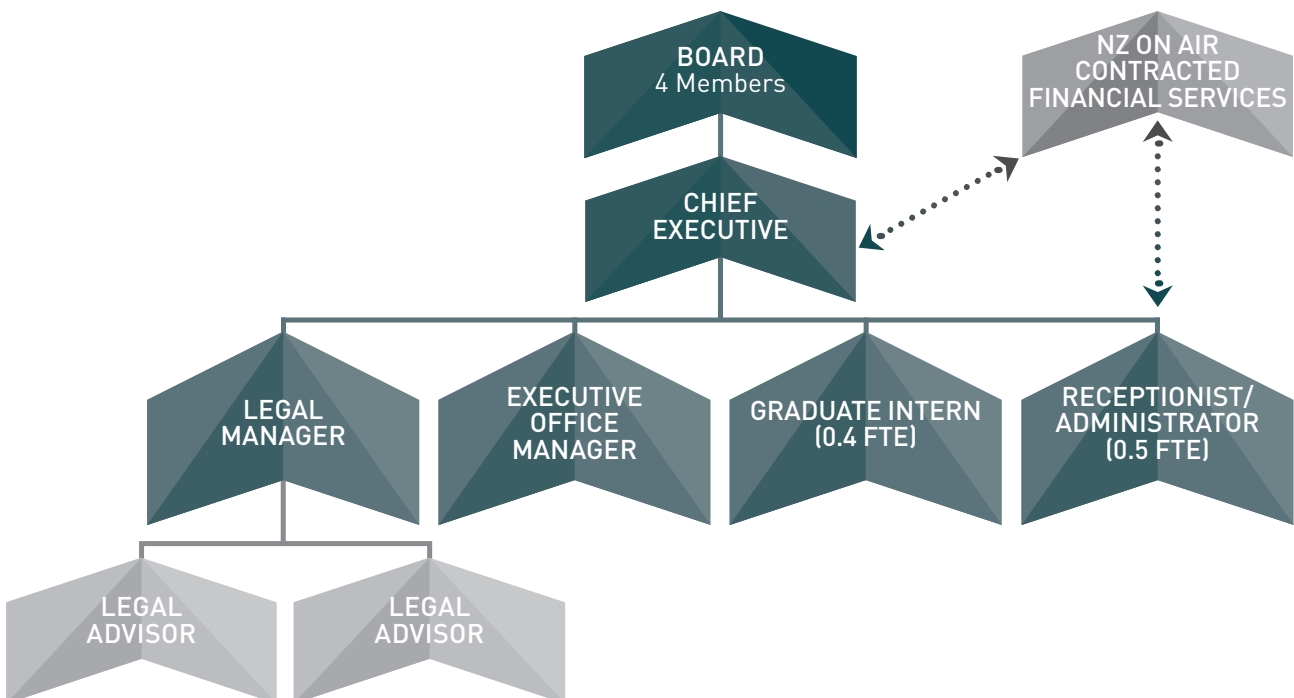 BOARD
4 Members
NZ ON AIR
CONTRACTED
FINANCIAL SERVICES
CHIEF
EXECUTIVE
LEGAL
MANAGER
EXECUTIVE
OFFICE
MANAGER
GRADUATE INTERN
(0.4 FTE)
RECEPTIONIST/
ADMINISTRATOR
(0.5 FTE)
LEGAL
ADVISOR
LEGAL
ADVISOR